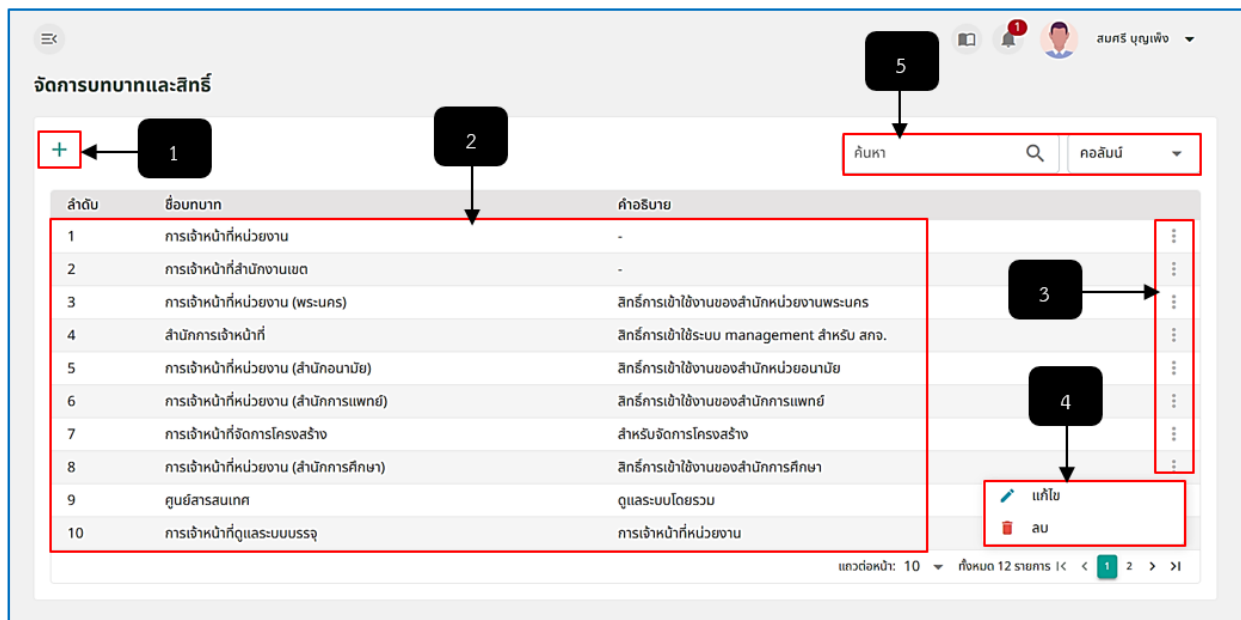 1
สมศรี บุญเพ็ง
5
จัดการบทบาทและสิทธิ์
+
1
2
ค้นหา
คอลัมน์
ลำดับ ชื่อบทบาท คำอธิบาย
1 การเจ้าหน้าที่หน่วยงาน -
2 การเจ้าหน้าที่สำนักงานเขต -
3 การเจ้าหน้าที่หน่วยงาน (พระนคร) สิทธิ์การเข้าใช้งานของสำนักหน่วยงานพระนคร
3
4 สำนักการเจ้าหน้าที่ สิทธิ์การเข้าใช้ระบบ management สำหรับ สกจ.
5 การเจ้าหน้าที่หน่วยงาน (สำนักอนามัย) สิทธิ์การเข้าใช้งานของสำนักหน่วยอนามัย
6 การเจ้าหน้าที่หน่วยงาน (สำนักการแพทย์) สิทธิ์การเข้าใช้งานของสำนักการแพทย์
4
7 การเจ้าหน้าที่จัดการโครงสร้าง สำหรับจัดการโครงสร้าง
8 การเจ้าหน้าที่หน่วยงาน (สำนักการศึกษา) สิทธิ์การเข้าใช้งานของสำนักการศึกษา
9 ศูนย์สารสนเทศ ดูแลระบบโดยรวม
แก้ไข
10 การเจ้าหน้าที่ดูแลระบบบรรจุ การเจ้าหน้าที่หน่วยงาน
ลบ
แถวต่อหน้า: 10 ทั้งหมด 12 รายการ |< < 1 2 > >|